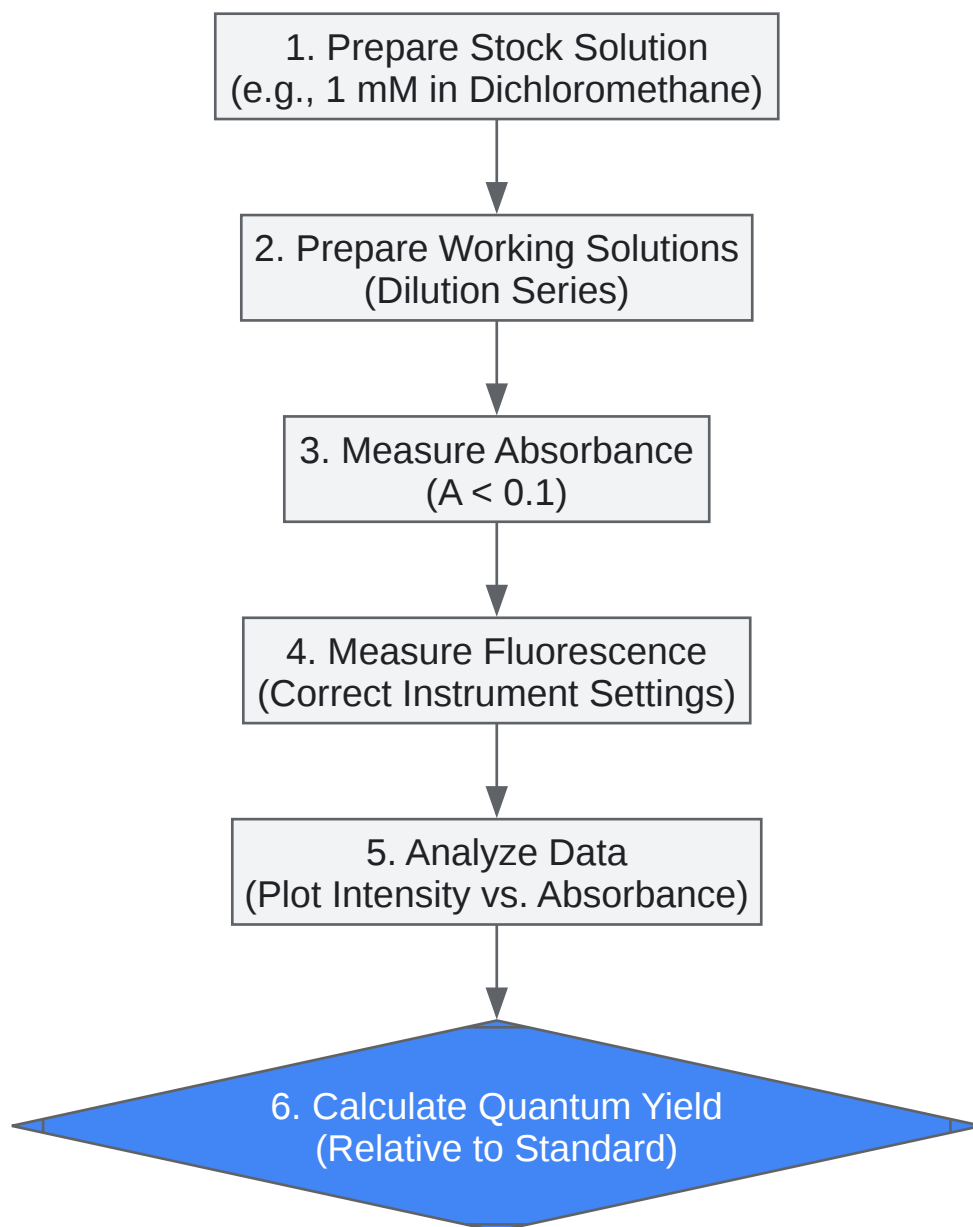 1. Prepare Stock Solution
(e.g., 1 mM in Dichloromethane)
2. Prepare Working Solutions
(Dilution Series)
3. Measure Absorbance
(A < 0.1)
4. Measure Fluorescence
(Correct Instrument Settings)
5. Analyze Data
(Plot Intensity vs. Absorbance)
6. Calculate Quantum Yield
(Relative to Standard)